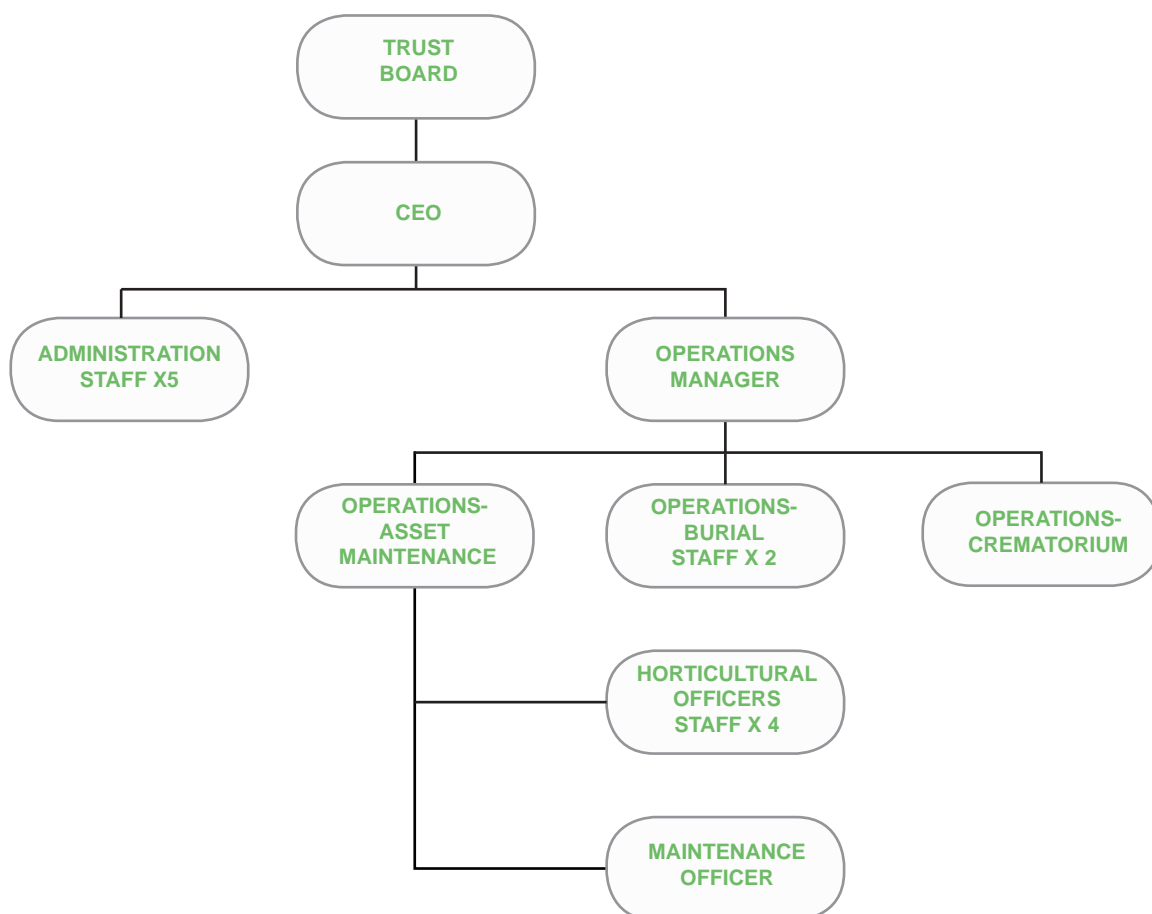 TRUST
BOARD
CEO
ADMINISTRATION
STAFF X5
OPERATIONS
MANAGER
OPERATIONS-
ASSET
MAINTENANCE
OPERATIONS-
BURIAL
STAFF X 2
OPERATIONS-
CREMATORIUM
HORTICULTURAL
OFFICERS
STAFF X 4
MAINTENANCE
OFFICER